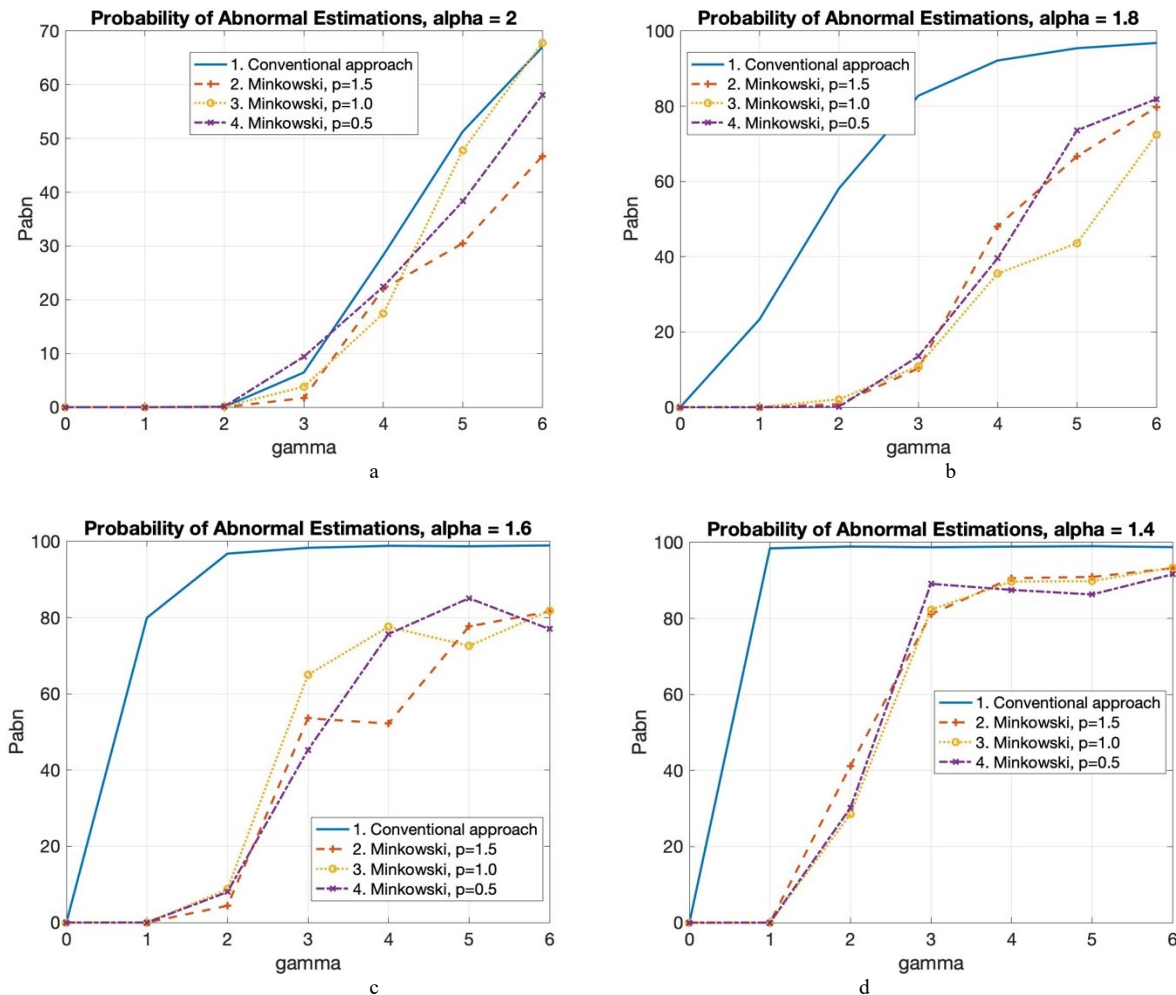 Probability of Abnormal Estimations, alpha = 2
70
60
50
40
30
20
10
0
Pabn
1. Conventional approach
2. Minkowski, p=1.5
3. Minkowski, p=1.0
4. Minkowski, p=0.5
0 1 2 3 4 5 6
gamma
a
Probability of Abnormal Estimations, alpha = 1.8
100
80
60
40
20
0
Pabn
1. Conventional approach
2. Minkowski, p=1.5
3. Minkowski, p=1.0
4. Minkowski, p=0.5
0 1 2 3 4 5 6
gamma
b
Probability of Abnormal Estimations, alpha = 1.6
100
80
60
40
20
0
Pabn
1. Conventional approach
2. Minkowski, p=1.5
3. Minkowski, p=1.0
4. Minkowski, p=0.5
0 1 2 3 4 5 6
gamma
c
Probability of Abnormal Estimations, alpha = 1.4
100
80
60
40
20
0
Pabn
1. Conventional approach
2. Minkowski, p=1.5
3. Minkowski, p=1.0
4. Minkowski, p=0.5
0 1 2 3 4 5 6
gamma
d